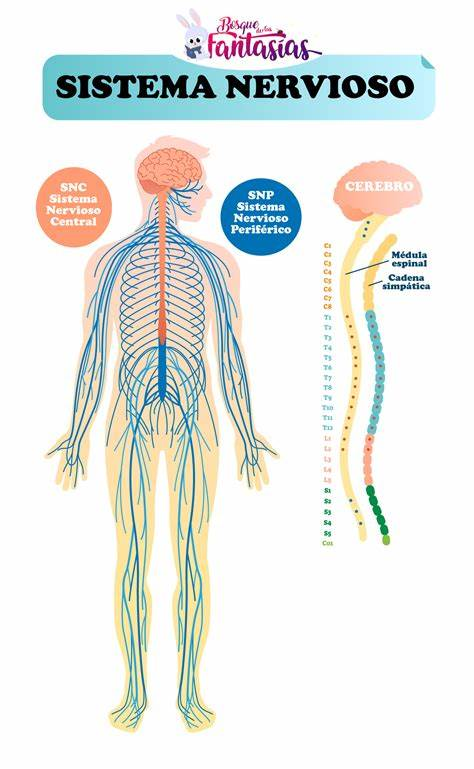 Bosque de las
Fantasías
SISTEMA NERVIOSO
SNC
Sistema
Nervioso
Central
SNP
Sistema
Nervioso
Periférico
CEREBRO
Médula
espinal
Cadena
simpática
C1
C2
C3
C4
C5
C6
C7
C8
T1
T2
T3
T4
T5
T6
T7
T8
T9
T10
T11
T12
L1
L2
L3
L4
L5
S1
S2
S3
S4
S5
Co1